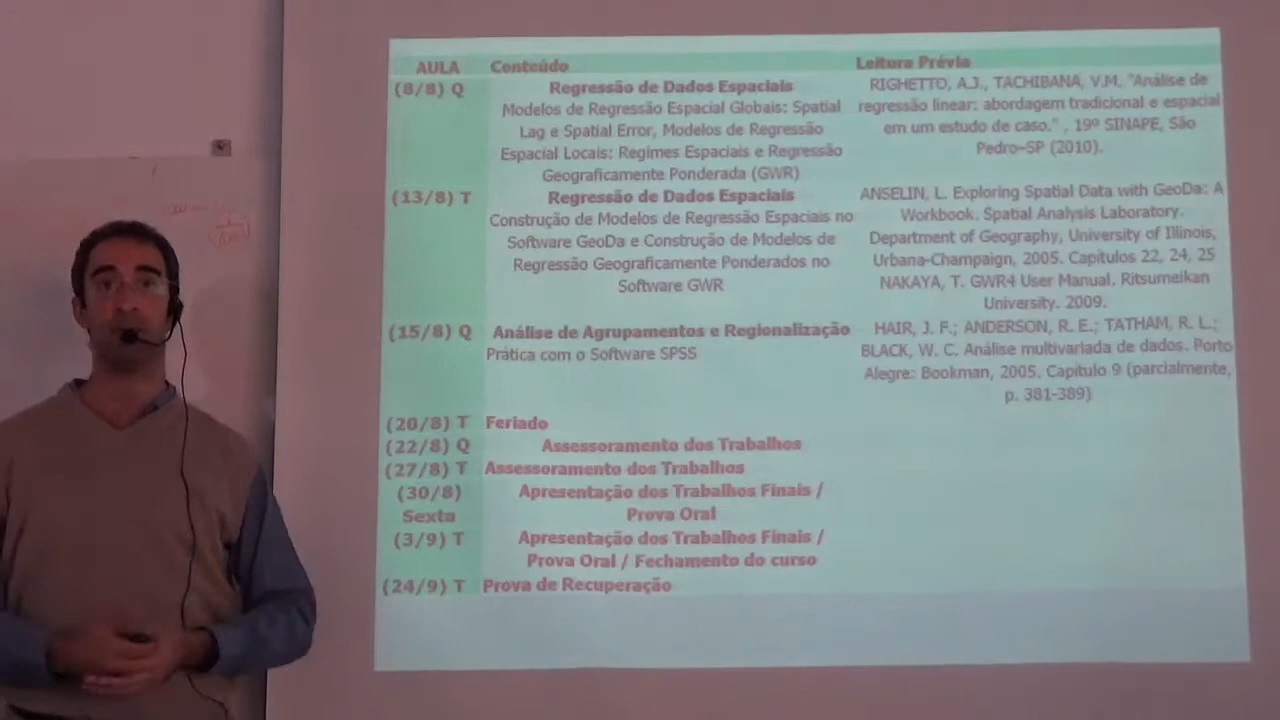 AULA Conteúdo Leitura Prévia
(8/8) Q Regressão de Dados Espaciais
Modelos de Regressão Espacial Globais: Spatial
Lag e Spatial Error, Modelos de Regressão
Espacial Locais: Regimes Espaciais e Regressão
Geograficamente Ponderada (GWR)
RIGHETTO, A.J., TACHIBANA, V.M. "Análise de
regressão linear: abordagem tradicional e espacial
em um estudo de caso." , 19º SINAPE, São
Pedro-SP (2010).
(13/8) T Regressão de Dados Espaciais
Construção de Modelos de Regressão Espaciais no
Software GeoDa e Construção de Modelos de
Regressão Geograficamente Ponderados no
Software GWR
ANSELIN, L. Exploring Spatial Data with GeoDa: A
Workbook. Spatial Analysis Laboratory.
Department of Geography, University of Illinois,
Urbana-Champaign, 2005. Capítulos 22, 24, 25
NAKAYA, T. GWR4 User Manual. Ritsumeikan
University. 2009.
(15/8) Q Análise de Agrupamentos e Regionalização
Prática com o Software SPSS
HAIR, J. F.; ANDERSON, R. E.; TATHAM, R. L.;
BLACK, W. C. Análise multivariada de dados. Porto
Alegre: Bookman, 2005. Capítulo 9 (parcialmente,
p. 381-389)
(20/8) T Feriado
(22/8) Q Assessoramento dos Trabalhos
(27/8) T Assessoramento dos Trabalhos
(30/8) Apresentação dos Trabalhos Finais /
Sexta Prova Oral
(3/9) T Apresentação dos Trabalhos Finais /
Prova Oral / Fechamento do curso
(24/9) T Prova de Recuperação